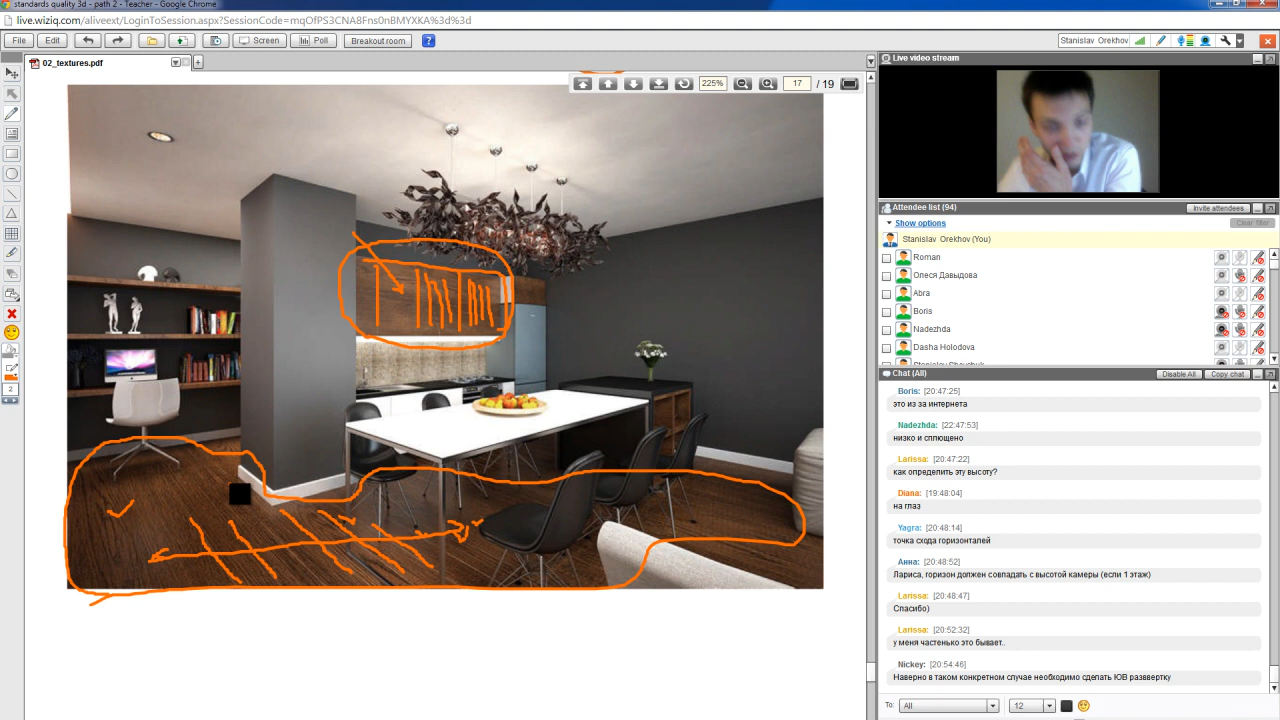 standards quality 3d - path 2 - Teacher - Google Chrome
live.wiziq.com/aliveext/LoginToSession.aspx?SessionCode=mqOfPS3CNA8Fns0nBMYXKA%3d%3d
File Edit Screen Poll Breakout room ? Stanislav Orekhov
02_textures.pdf
225% 17 / 19
2
Live video stream
Attendee list (94) Invite attendees
Show options Clear filter
Stanislav Orekhov (You)
Roman
Олеся Давыдова
Abra
Boris
Nadezhda
Dasha Holodova
Chat (All) Disable All Copy chat
Boris: [20:47:25]
это из за интернета
Nadezhda: [22:47:53]
низко и сплющено
Larissa: [20:47:22]
как определить эту высоту?
Diana: [19:48:04]
на глаз
Yagra: [20:48:14]
точка схода горизонталей
Анна: [20:48:52]
Лариса, горизон должен совпадать с высотой камеры (если 1 этаж)
Larissa: [20:48:47]
Спасибо)
Larissa: [20:52:32]
у меня частенько это бывает..
Nickey: [20:54:46]
Наверно в таком конкретном случае необходимо сделать ЮВ разввертку
To: All 12